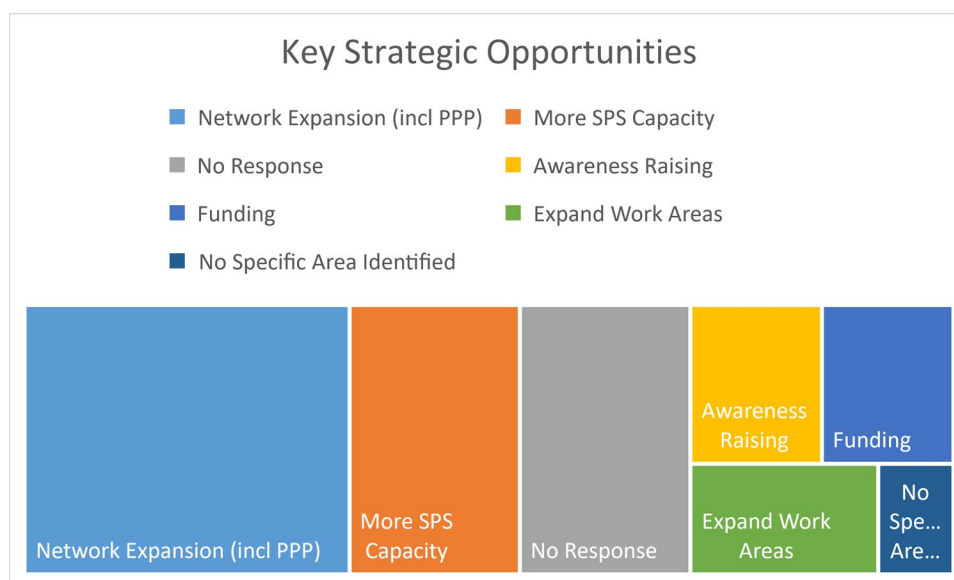 Key Strategic Opportunities
Network Expansion (incl PPP)
More SPS Capacity
No Response
Awareness Raising
Funding
Expand Work Areas
No Specific Area Identified
Network Expansion (incl PPP)
More SPS
Capacity
No Response
Awareness
Raising
Funding
Expand Work
Areas
No
Spe...
Are...